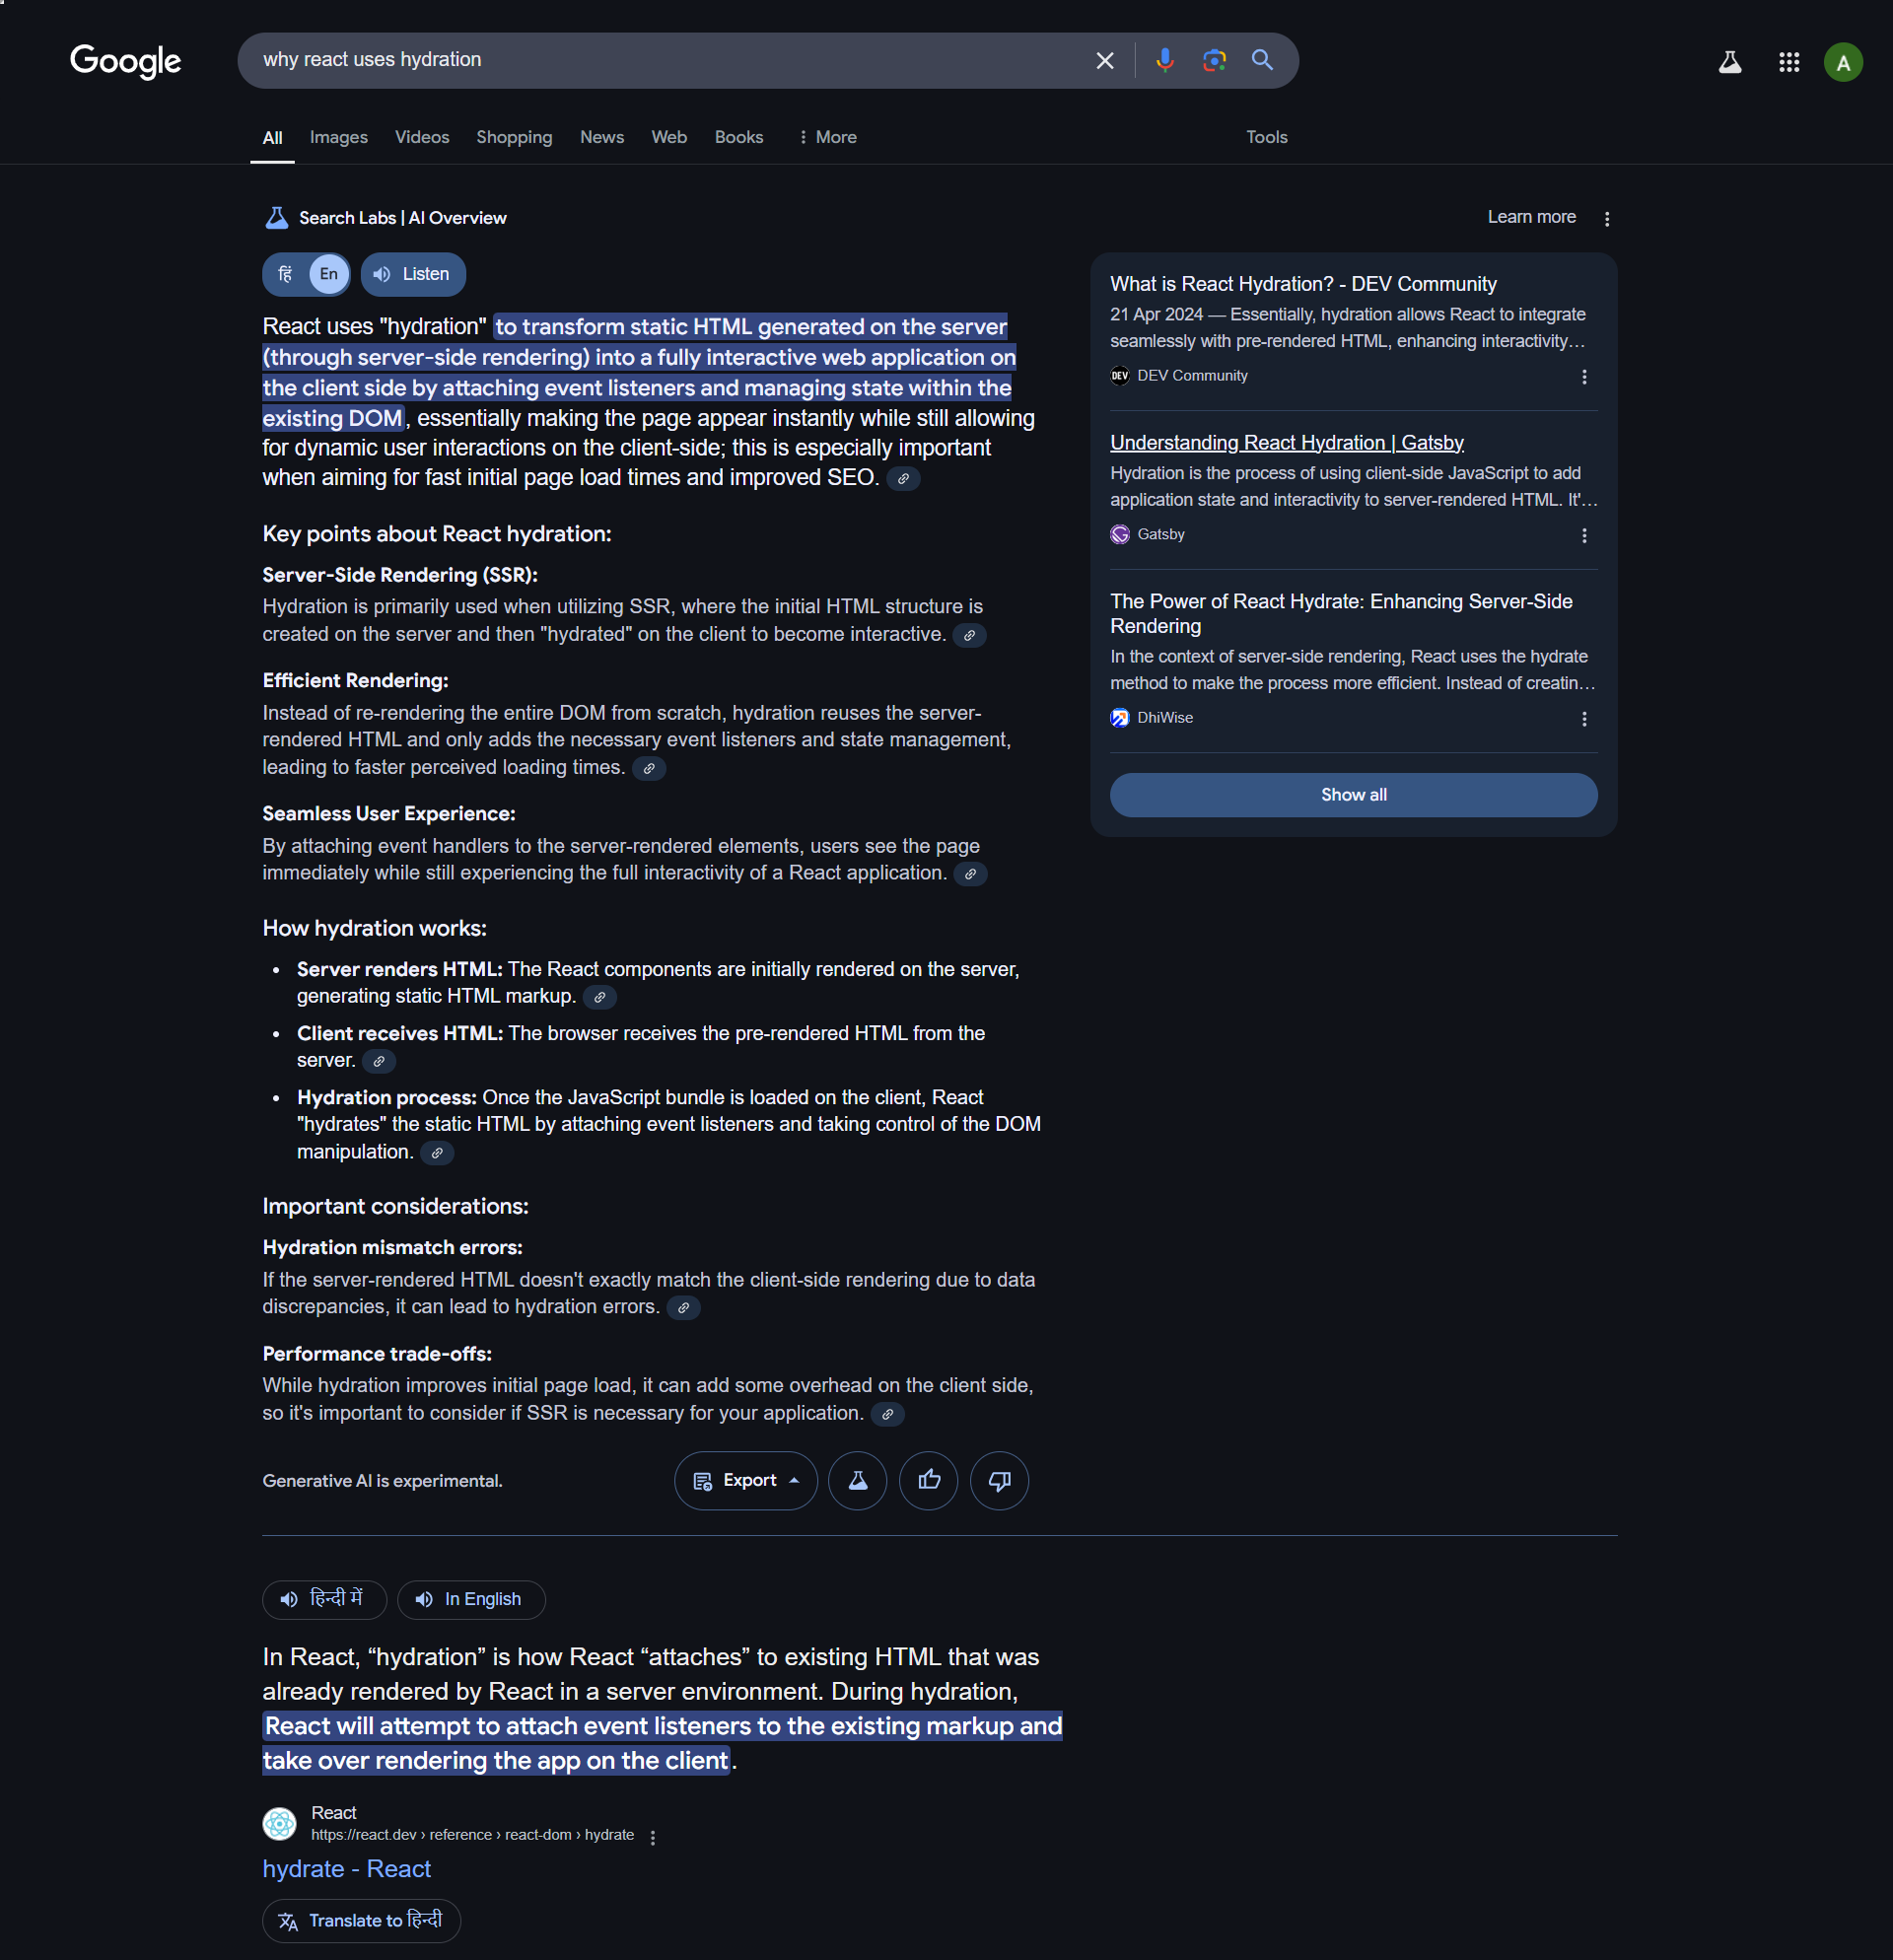 Google
why react uses hydration
All Images Videos Shopping News Web Books More Tools
Search Labs | AI Overview
Learn more
हिं En Listen
React uses "hydration" to transform static HTML generated on the server
(through server-side rendering) into a fully interactive web application on
the client side by attaching event listeners and managing state within the
existing DOM, essentially making the page appear instantly while still allowing
for dynamic user interactions on the client-side; this is especially important
when aiming for fast initial page load times and improved SEO.
Key points about React hydration:
Server-Side Rendering (SSR):
Hydration is primarily used when utilizing SSR, where the initial HTML structure is
created on the server and then "hydrated" on the client to become interactive.
Efficient Rendering:
Instead of re-rendering the entire DOM from scratch, hydration reuses the server-
rendered HTML and only adds the necessary event listeners and state management,
leading to faster perceived loading times.
Seamless User Experience:
By attaching event handlers to the server-rendered elements, users see the page
immediately while still experiencing the full interactivity of a React application.
How hydration works:
• Server renders HTML: The React components are initially rendered on the server,
generating static HTML markup.
• Client receives HTML: The browser receives the pre-rendered HTML from the
server.
• Hydration process: Once the JavaScript bundle is loaded on the client, React
"hydrates" the static HTML by attaching event listeners and taking control of the DOM
manipulation.
Important considerations:
Hydration mismatch errors:
If the server-rendered HTML doesn't exactly match the client-side rendering due to data
discrepancies, it can lead to hydration errors.
Performance trade-offs:
While hydration improves initial page load, it can add some overhead on the client side,
so it's important to consider if SSR is necessary for your application.
Generative AI is experimental.
Export
What is React Hydration? - DEV Community
21 Apr 2024 — Essentially, hydration allows React to integrate
seamlessly with pre-rendered HTML, enhancing interactivity…
DEV DEV Community
Understanding React Hydration | Gatsby
Hydration is the process of using client-side JavaScript to add
application state and interactivity to server-rendered HTML. It'…
Gatsby
The Power of React Hydrate: Enhancing Server-Side
Rendering
In the context of server-side rendering, React uses the hydrate
method to make the process more efficient. Instead of creatin…
DhiWise
Show all
A
हिन्दी में In English
In React, “hydration” is how React “attaches” to existing HTML that was
already rendered by React in a server environment. During hydration,
React will attempt to attach event listeners to the existing markup and
take over rendering the app on the client.
React
https://react.dev › reference › react-dom › hydrate
hydrate - React
Translate to हिन्दी